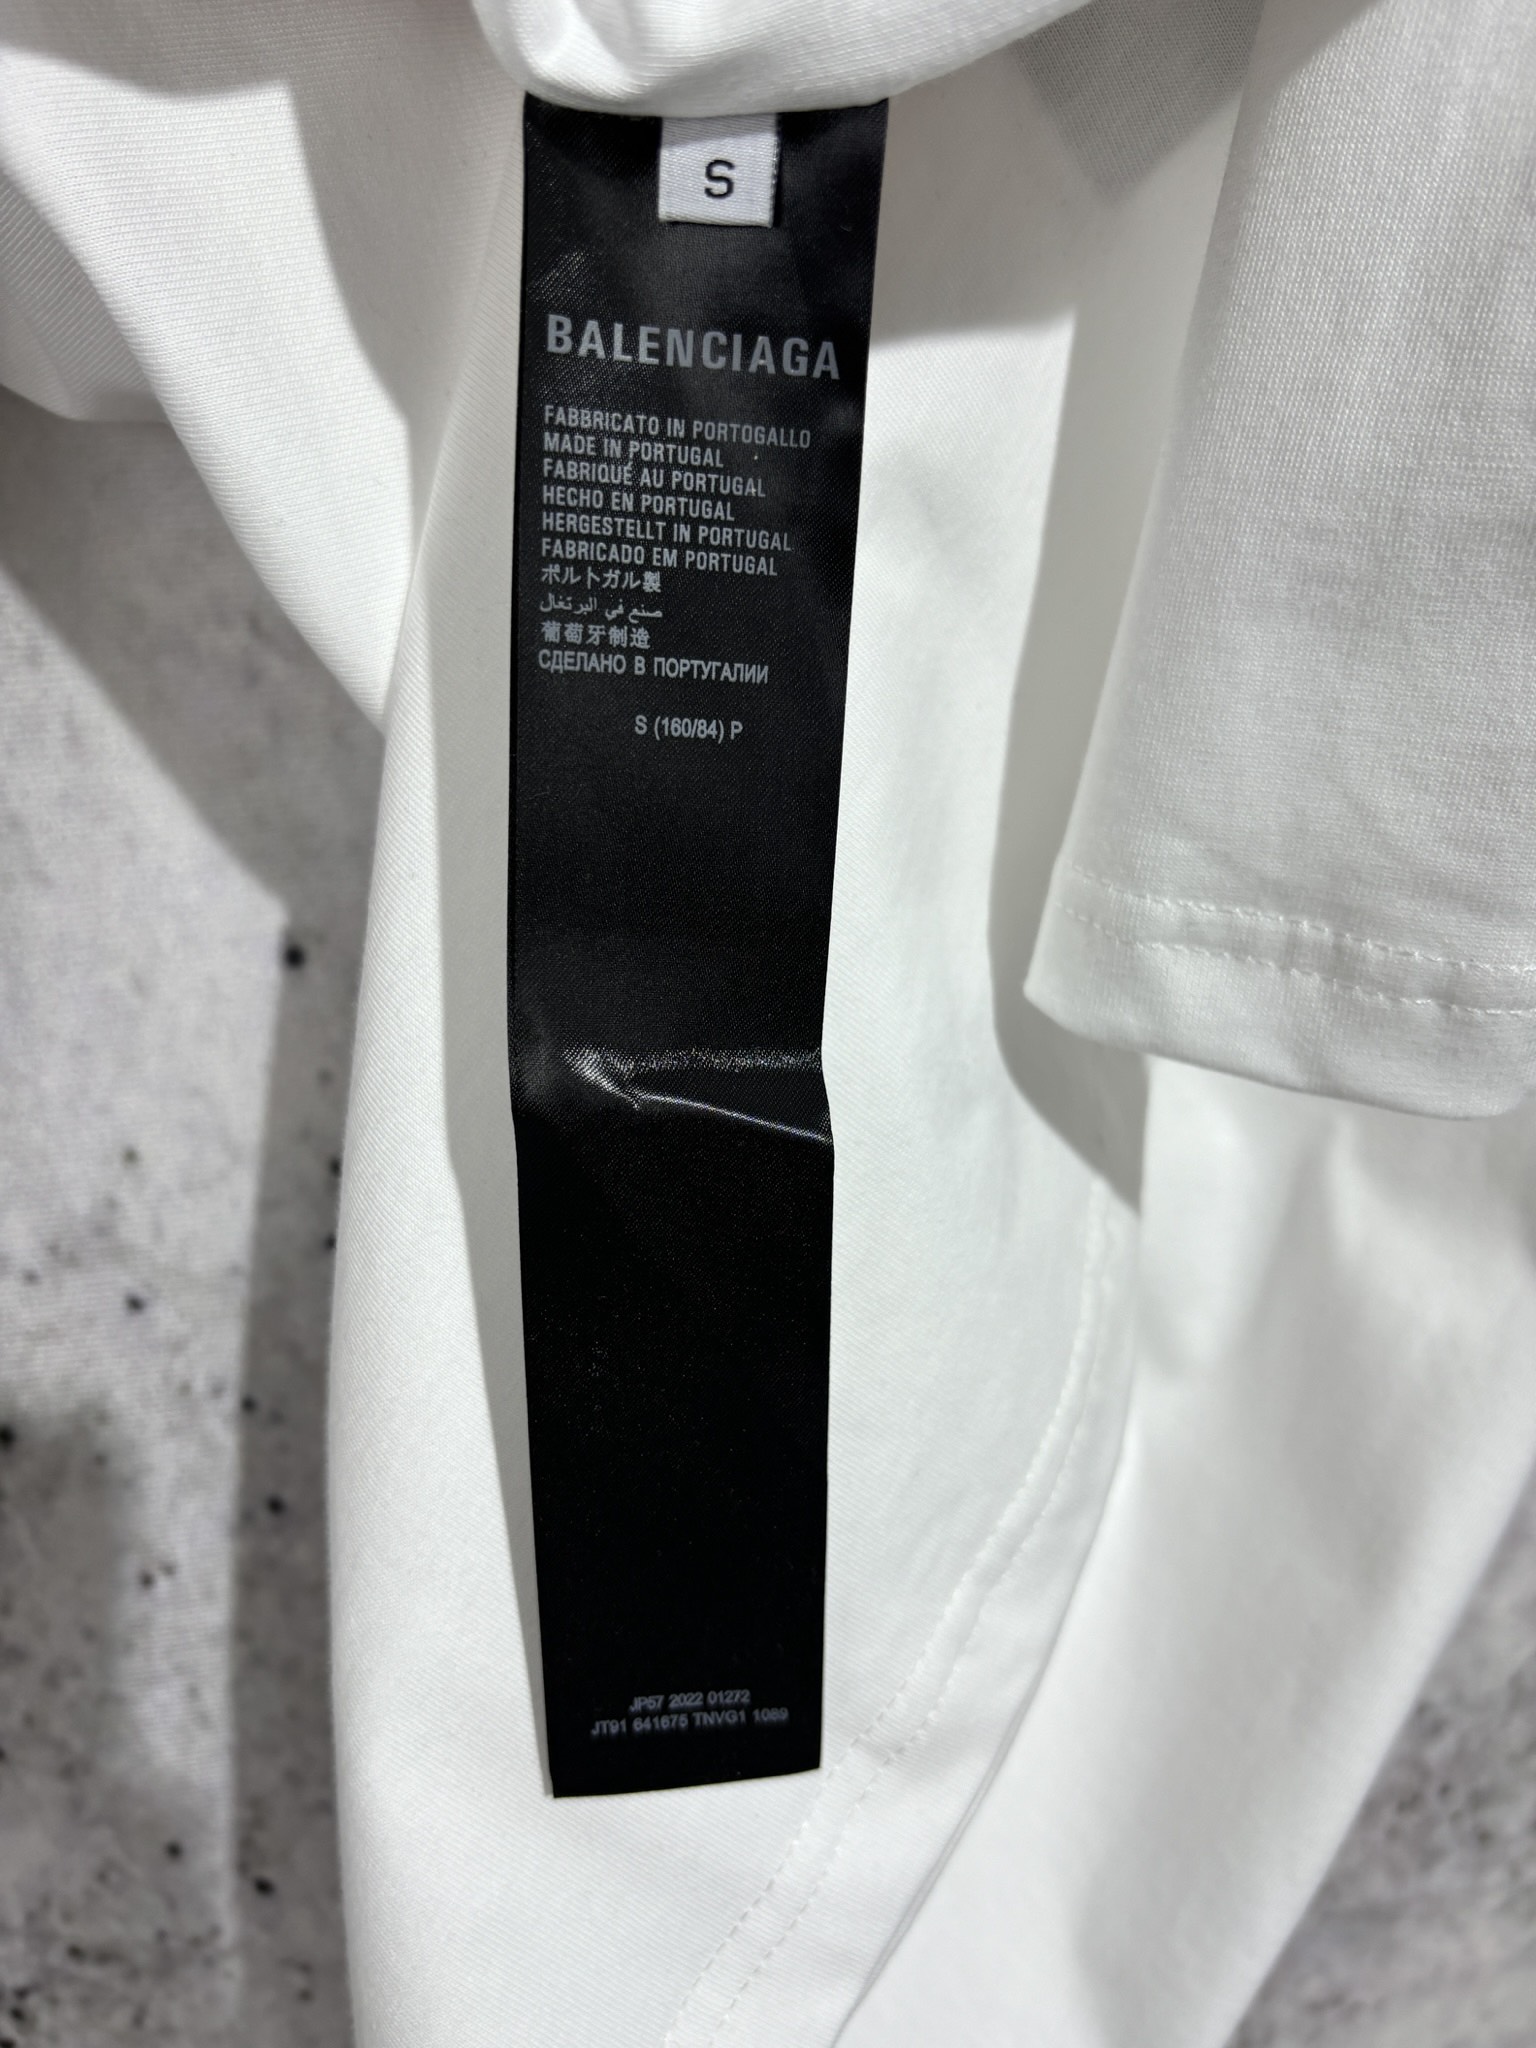 S
BALENCIAGA
FABBRICATO IN PORTOGALLO
MADE IN PORTUGAL
FABRIQUÉ AU PORTUGAL
HECHO EN PORTUGAL
HERGESTELLT IN PORTUGAL
FABRICADO EM PORTUGAL
ポルトガル製
صنع في البرتغال
葡萄牙制造
СДЕЛАНО В ПОРТУГАЛИИ
S (160/84) P
JP57 2022 01272
JT91 641675 TNVG1 1089